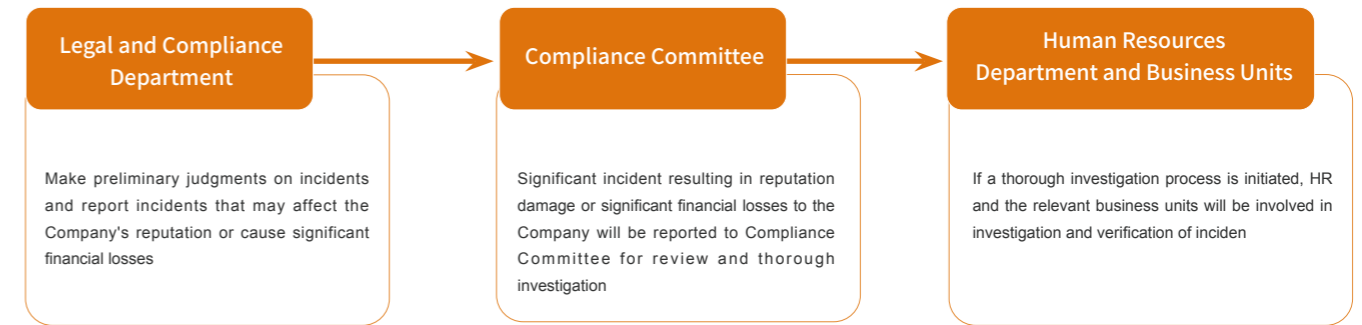 Legal and Compliance
Department
Make preliminary judgments on incidents
and report incidents that may affect the
Company's reputation or cause significant
financial losses
Compliance Committee
Significant incident resulting in reputation
damage or significant financial losses to the
Company will be reported to Compliance
Committee for review and thorough
investigation
Human Resources
Department and Business Units
If a thorough investigation process is initiated, HR
and the relevant business units will be involved in
investigation and verification of inciden